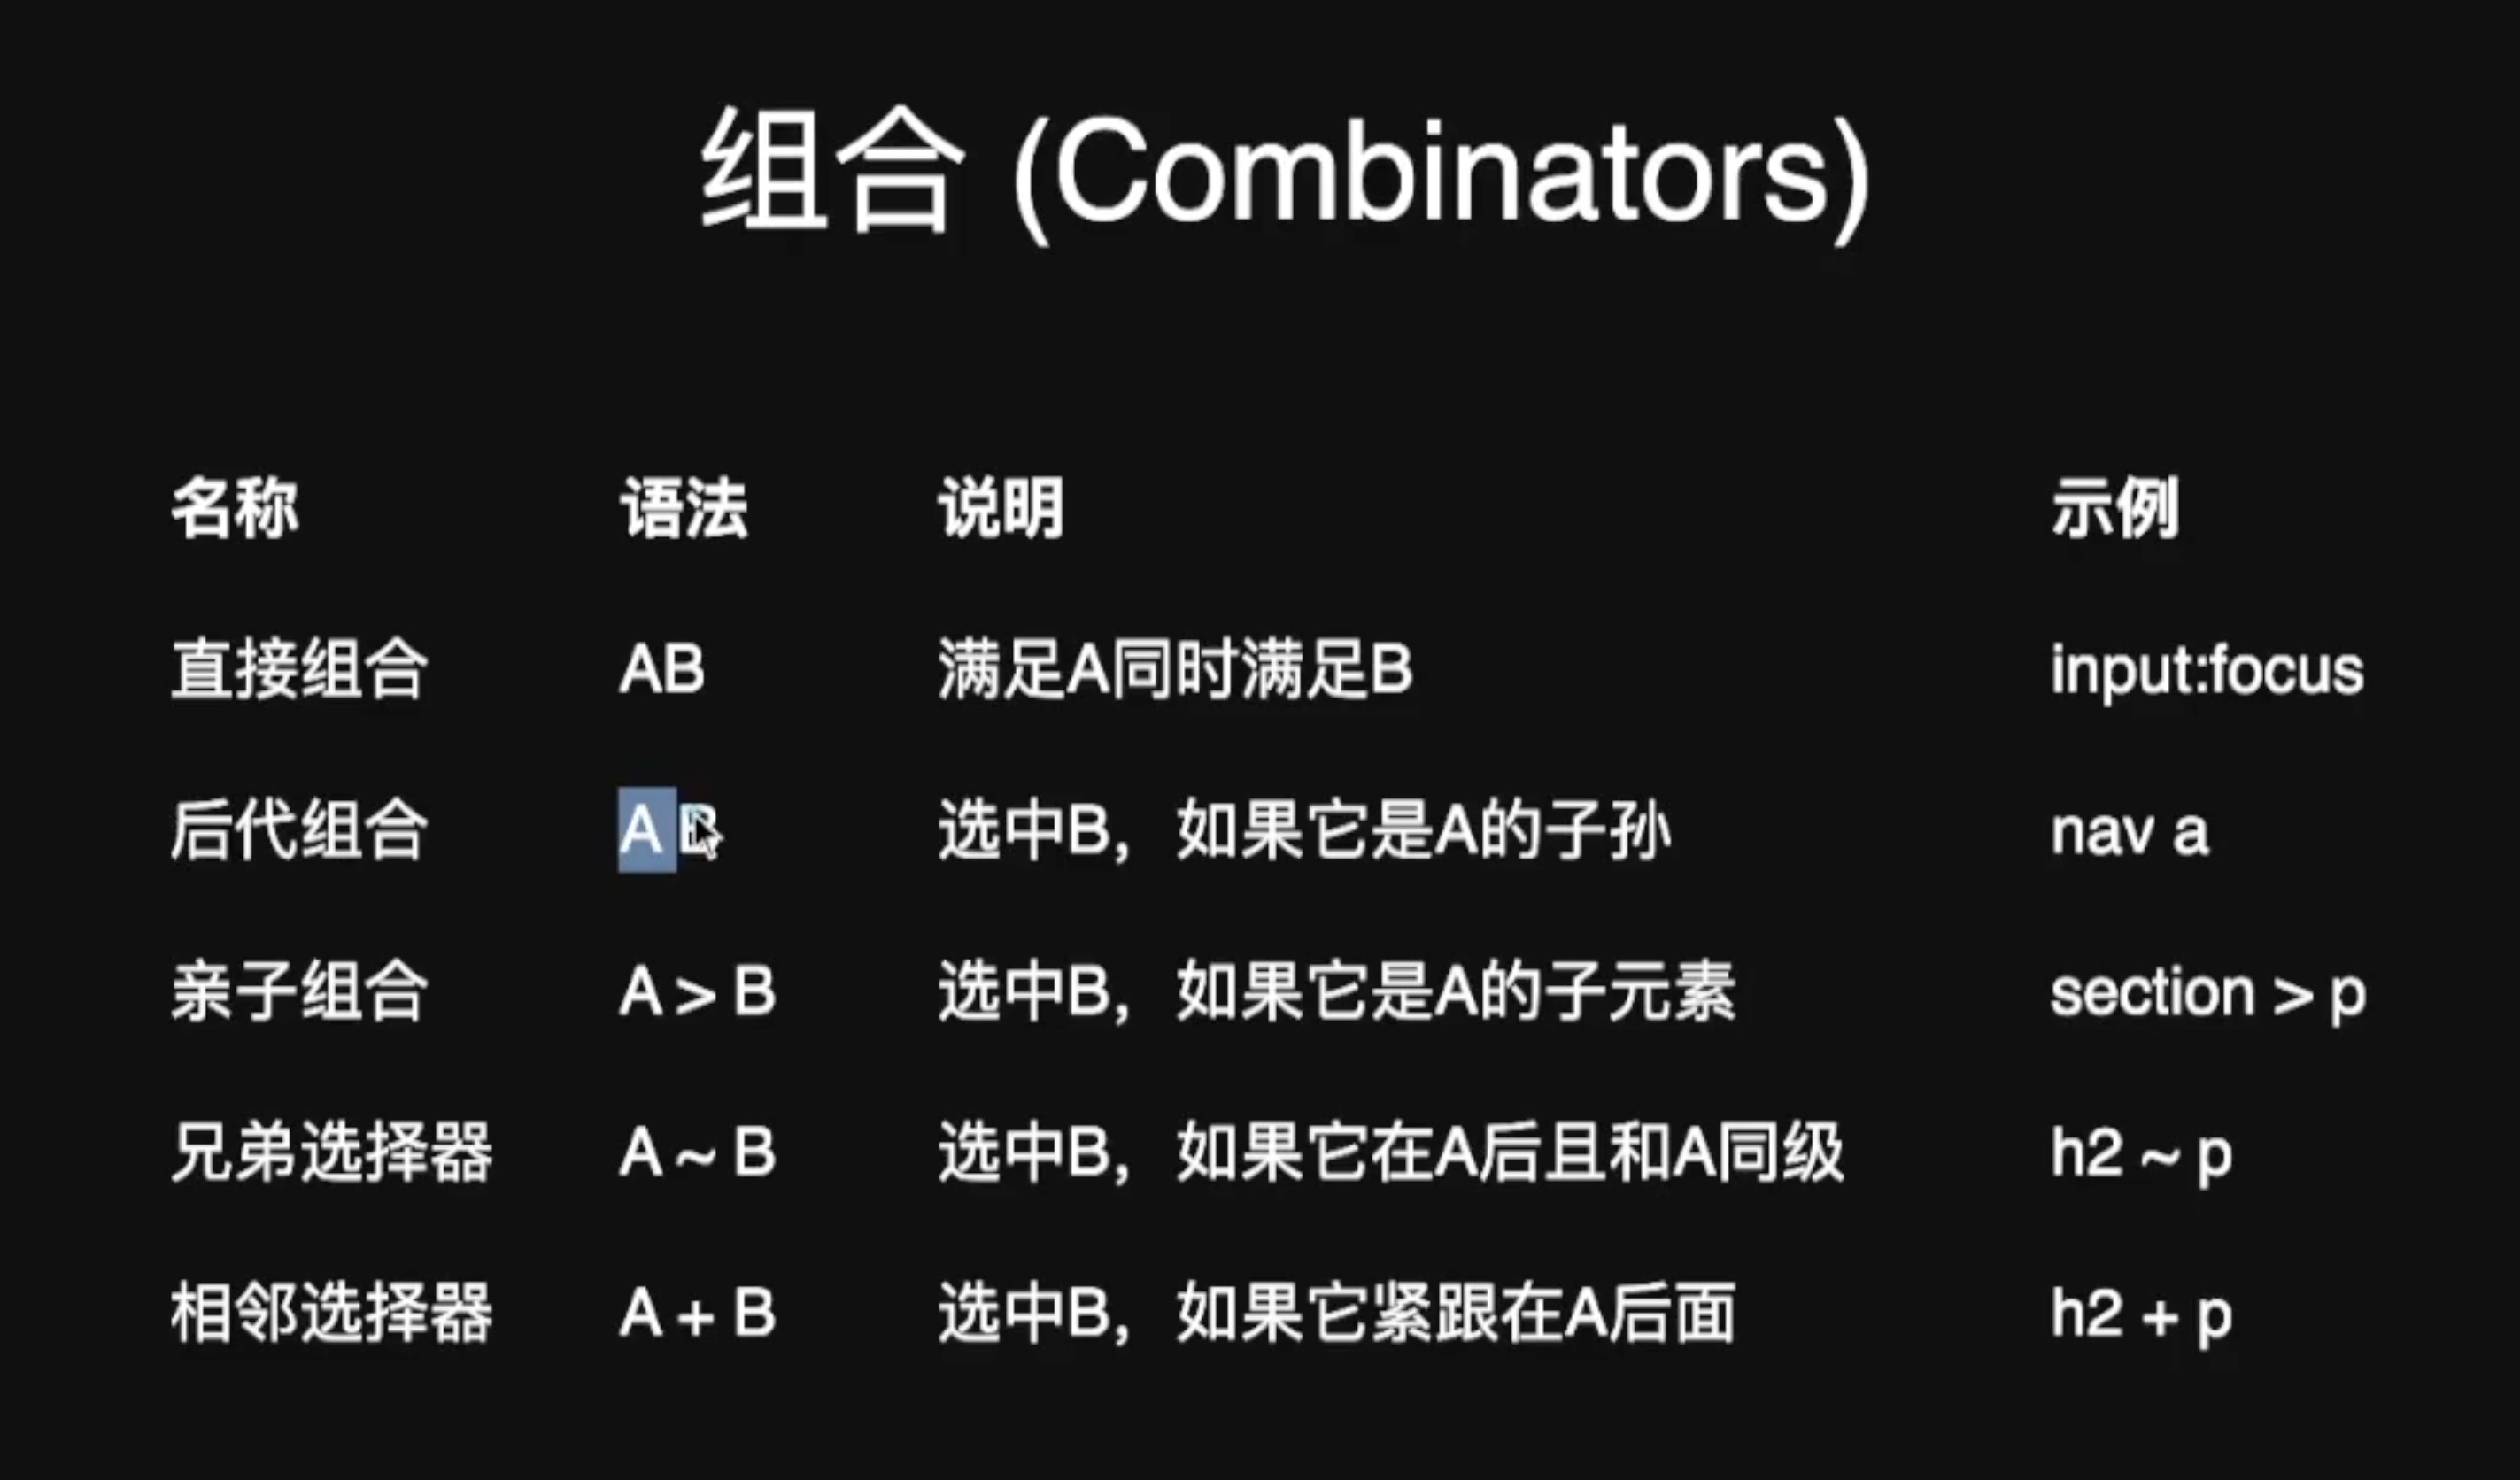 组合 (Combinators)
名称 语法 说明 示例
直接组合 AB 满足A同时满足B input:focus
后代组合 A B 选中B，如果它是A的子孙 nav a
亲子组合 A > B 选中B，如果它是A的子元素 section > p
兄弟选择器 A ~ B 选中B，如果它在A后且和A同级 h2 ~ p
相邻选择器 A + B 选中B，如果它紧跟在A后面 h2 + p